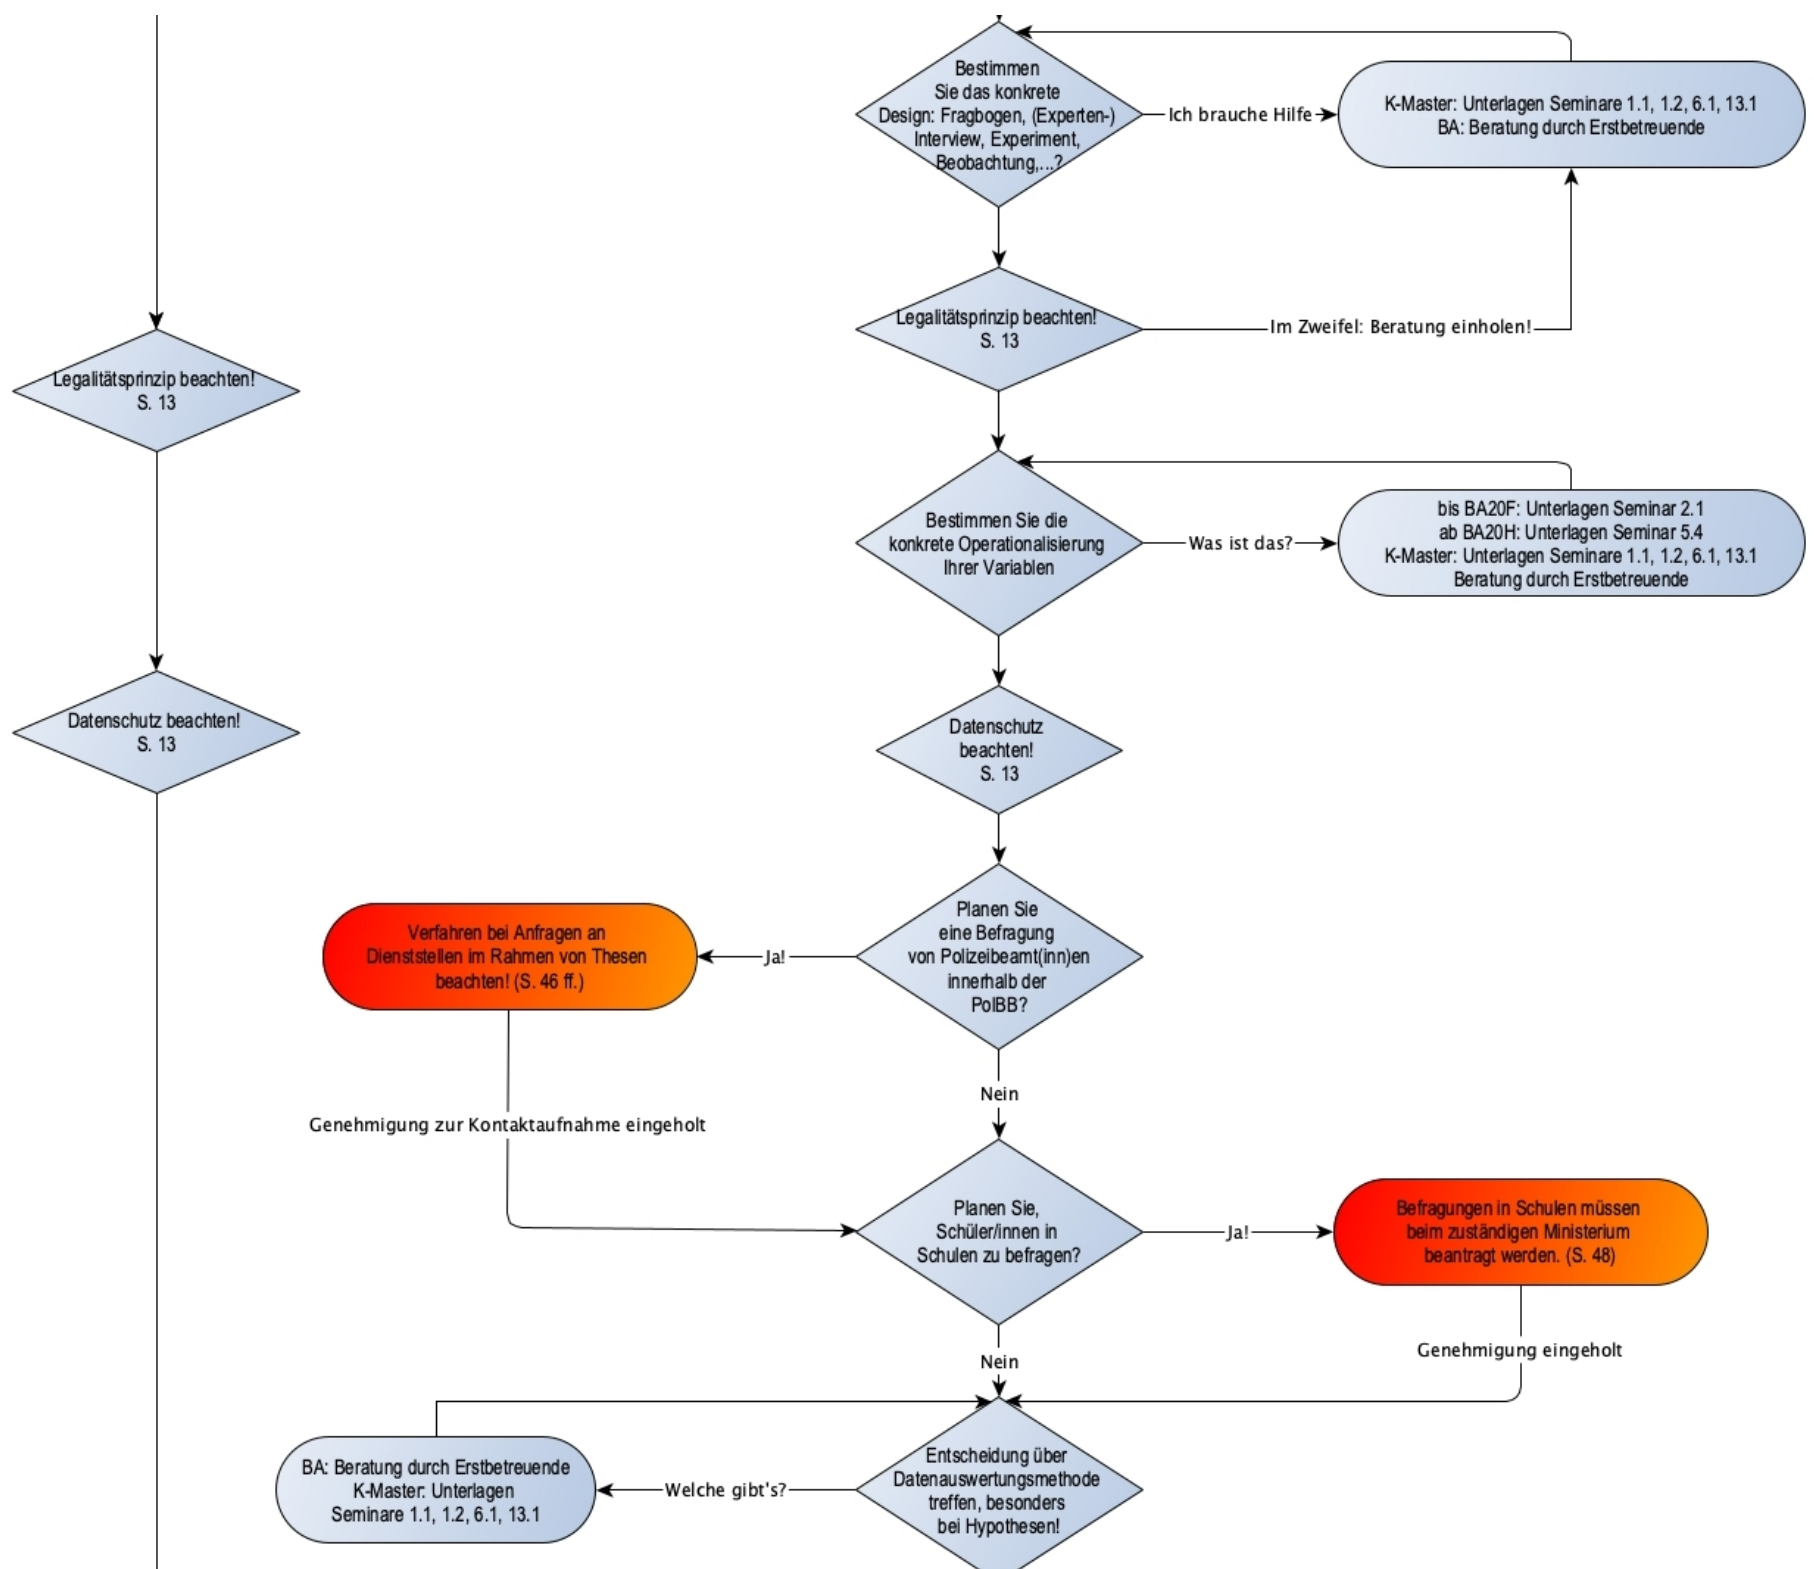 Bestimmen
Sie das konkrete
Design: Fragbogen, (Experten-)
Interview, Experiment,
Beobachtung,...?
Ich brauche Hilfe
K-Master: Unterlagen Seminare 1.1, 1.2, 6.1, 13.1
BA: Beratung durch Erstbetreuende
Legalitätsprinzip beachten!
S. 13
Im Zweifel: Beratung einholen!
Legalitätsprinzip beachten!
S. 13
Bestimmen Sie die
konkrete Operationalisierung
Ihrer Variablen
Was ist das?
bis BA20F: Unterlagen Seminar 2.1
ab BA20H: Unterlagen Seminar 5.4
K-Master: Unterlagen Seminare 1.1, 1.2, 6.1, 13.1
Beratung durch Erstbetreuende
Datenschutz beachten!
S. 13
Datenschutz
beachten!
S. 13
Planen Sie
eine Befragung
von Polizeibeamt(inn)en
innerhalb der
PolBB?
Ja!
Verfahren bei Anfragen an
Dienststellen im Rahmen von Thesen
beachten! (S. 46 ff.)
Nein
Genehmigung zur Kontaktaufnahme eingeholt
Planen Sie,
Schüler/innen in
Schulen zu befragen?
Ja!
Befragungen in Schulen müssen
beim zuständigen Ministerium
beantragt werden. (S. 48)
Nein
Genehmigung eingeholt
Entscheidung über
Datenauswertungsmethode
treffen, besonders
bei Hypothesen!
Welche gibt's?
BA: Beratung durch Erstbetreuende
K-Master: Unterlagen
Seminare 1.1, 1.2, 6.1, 13.1